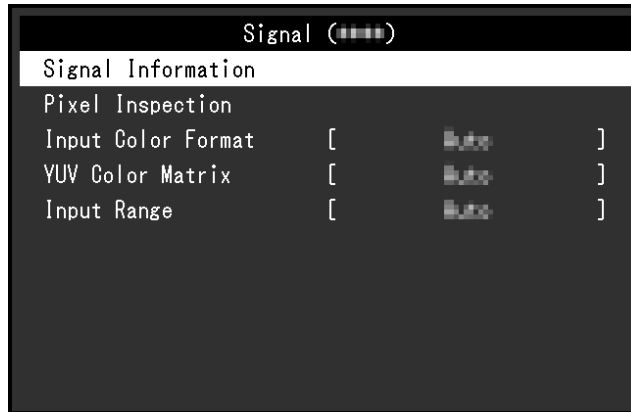 Signal (
)
Signal Information
Pixel Inspection
Input Color Format [ ]
YUV Color Matrix [ ]
Input Range [ ]